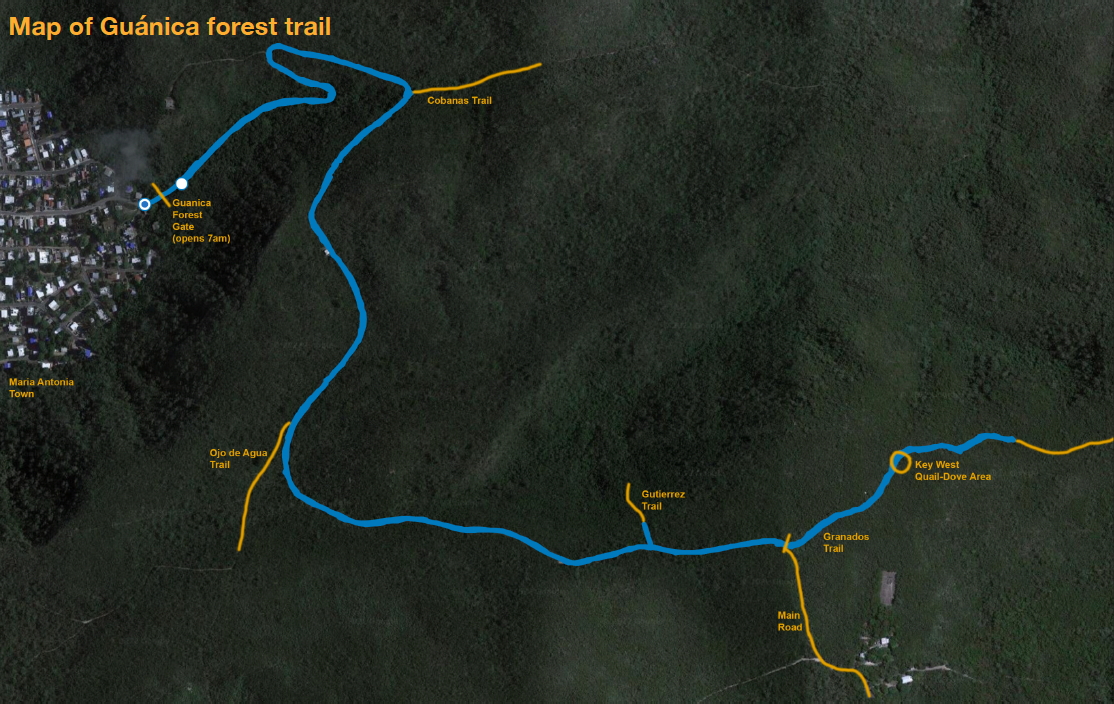 Map of Guánica forest trail
Cobanas Trail
Guanica
Forest
Gate
(opens 7am)
Maria Antonia
Town
Ojo de Agua
Trail
Gutierrez
Trail
Key West
Quail-Dove Area
Granados
Trail
Main
Road